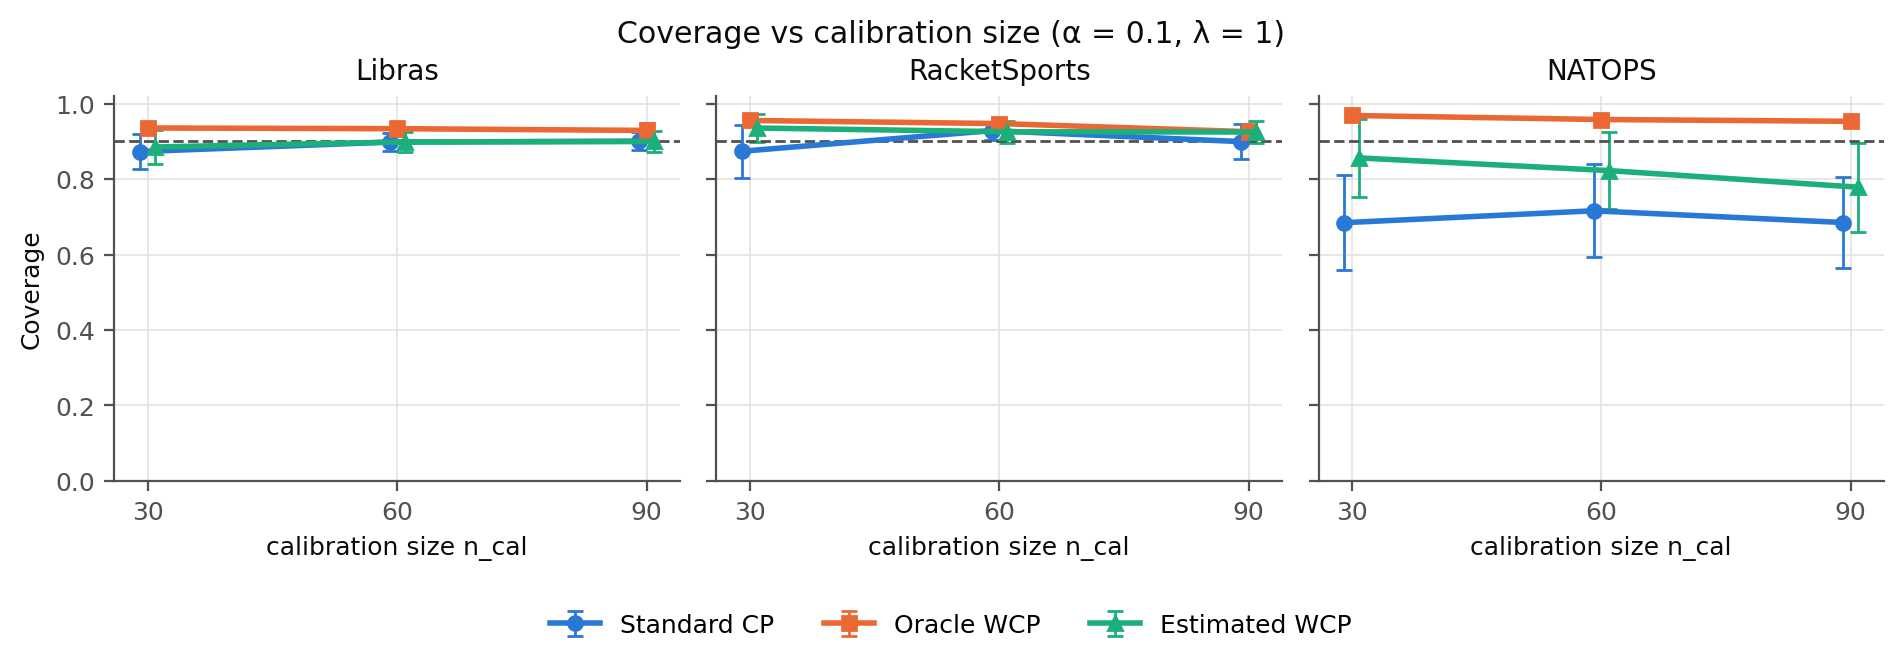 Coverage vs calibration size (α = 0.1, λ = 1)
Libras
RacketSports
NATOPS
Coverage
1.0
0.8
0.6
0.4
0.2
0.0
30 60 90
30 60 90
30 60 90
calibration size n_cal
calibration size n_cal
calibration size n_cal
Standard CP
Oracle WCP
Estimated WCP